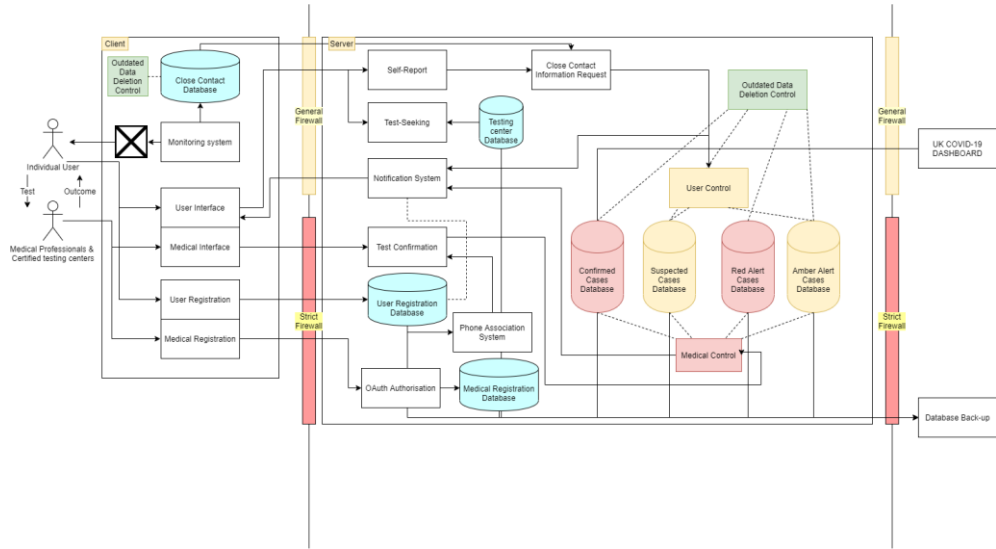 Client
Server
Outdated
Data
Deletion
Control
Close Contact
Database
Self-Report
Close Contact
Information Request
Outdated Data
Deletion Control
General
Firewall
General
Firewall
Test-Seeking
Testing
center
Database
Monitoring system
UK COVID-19
DASHBOARD
Individual User
Notification System
User Control
Test
Outcome
User Interface
Medical Professionals &
Certified testing centers
Medical Interface
Test Confirmation
Confirmed
Cases
Database
Suspected
Cases
Database
Red Alert
Cases
Database
Amber Alert
Cases
Database
User Registration
User Registration
Database
Strict
Firewall
Strict
Firewall
Phone Association
System
Medical Registration
Medical Control
OAuth Authorisation
Medical Registration
Database
Database Back-up